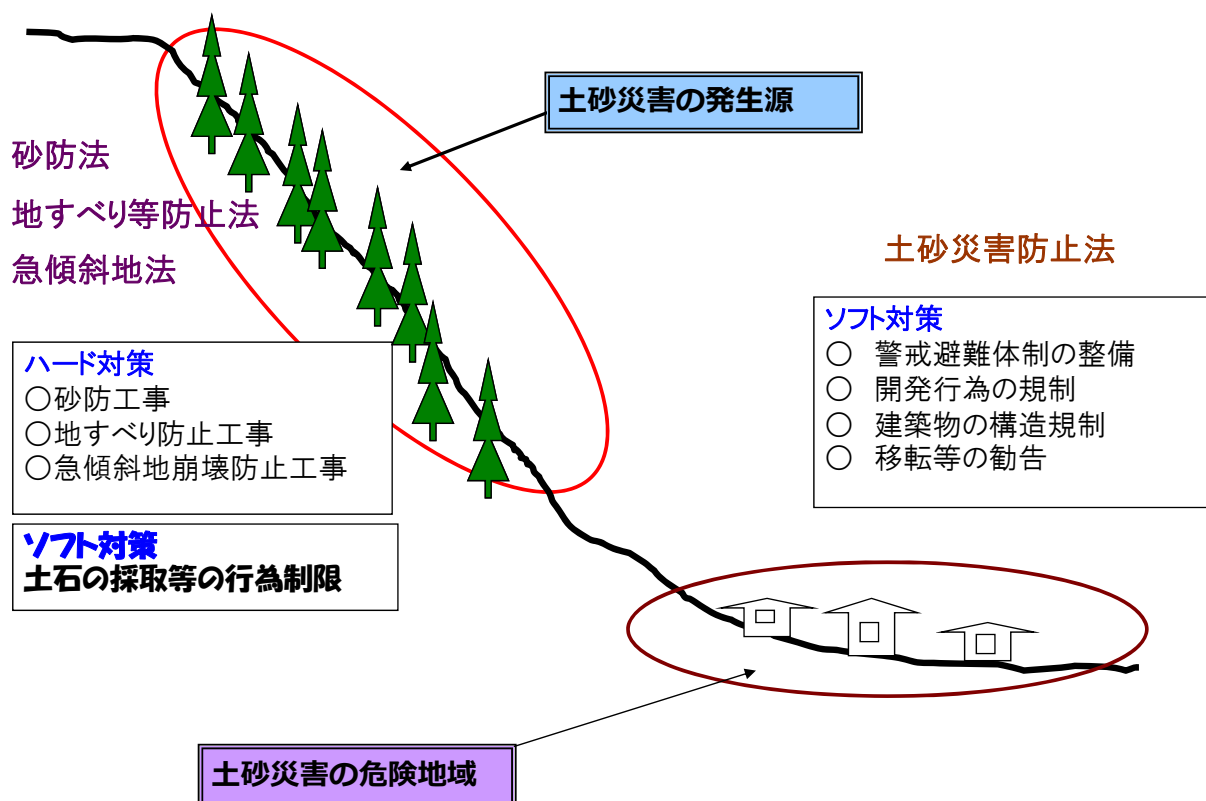 土砂災害の発生源
砂防法
地すべり等防止法
急傾斜地法
ハード対策
○砂防工事
○地すべり防止工事
○急傾斜地崩壊防止工事
ソフト対策
土石の採取等の行為制限
土砂災害防止法
ソフト対策
○ 警戒避難体制の整備
○ 開発行為の規制
○ 建築物の構造規制
○ 移転等の勧告
土砂災害の危険地域